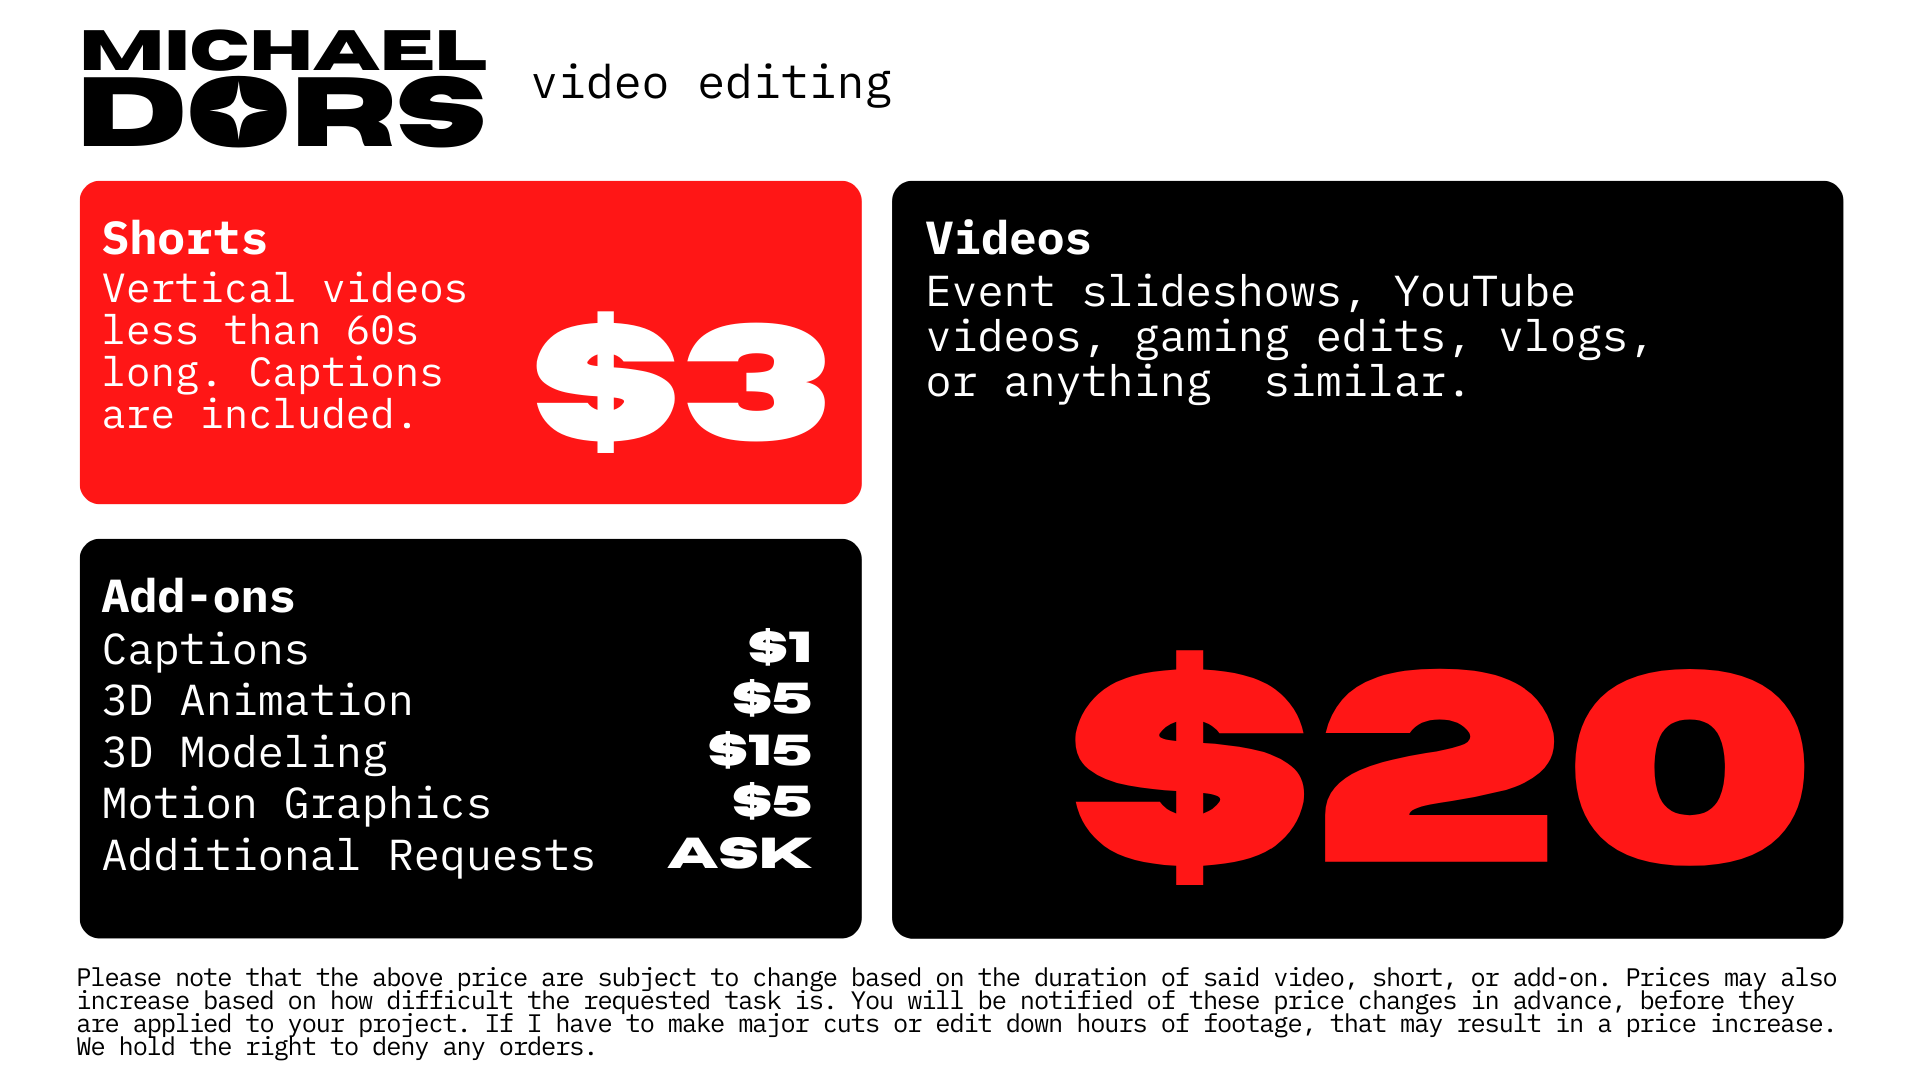 MICHAEL
DORS
video editing
Shorts
Vertical videos
less than 60s
long. Captions
are included.
$3
Add-ons
Captions $1
3D Animation $5
3D Modeling $15
Motion Graphics $5
Additional Requests ASK
Videos
Event slideshows, YouTube
videos, gaming edits, vlogs,
or anything  similar.
$20
Please note that the above price are subject to change based on the duration of said video, short, or add-on. Prices may also
increase based on how difficult the requested task is. You will be notified of these price changes in advance, before they
are applied to your project. If I have to make major cuts or edit down hours of footage, that may result in a price increase.
We hold the right to deny any orders.